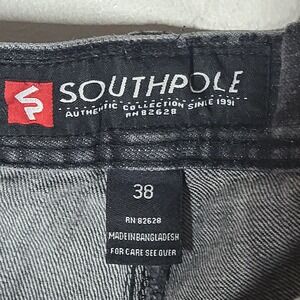 SOUTHPOLE
AUTHENTIC COLLECTION SINCE 1991
RN 82628
38
RN 82628
MADE IN BANGLADESH
FOR CARE SEE OVER